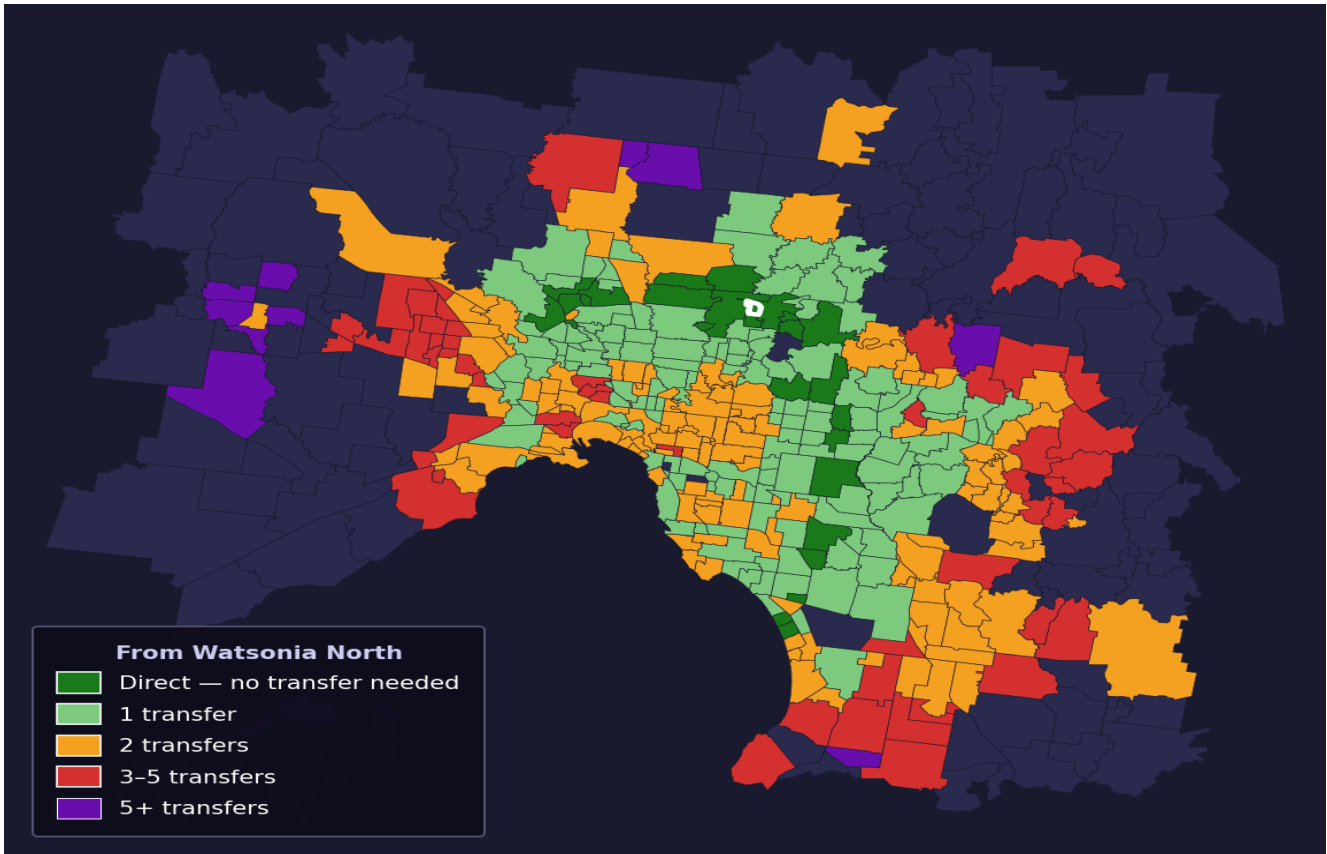 From Watsonia North
Direct — no transfer needed
1 transfer
2 transfers
3–5 transfers
5+ transfers